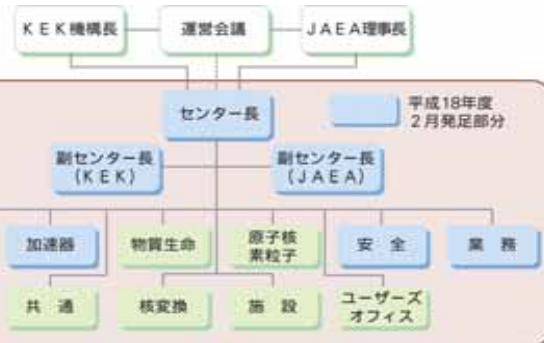 KEK機構長
運営会議
JAEA理事長
センター長
平成18年度
2月発足部分
副センター長
(KEK)
副センター長
(JAEA)
加速器
物質生命
原子核
素粒子
安 全
業 務
共 通
核変換
施 設
ユーザーズ
オフィス